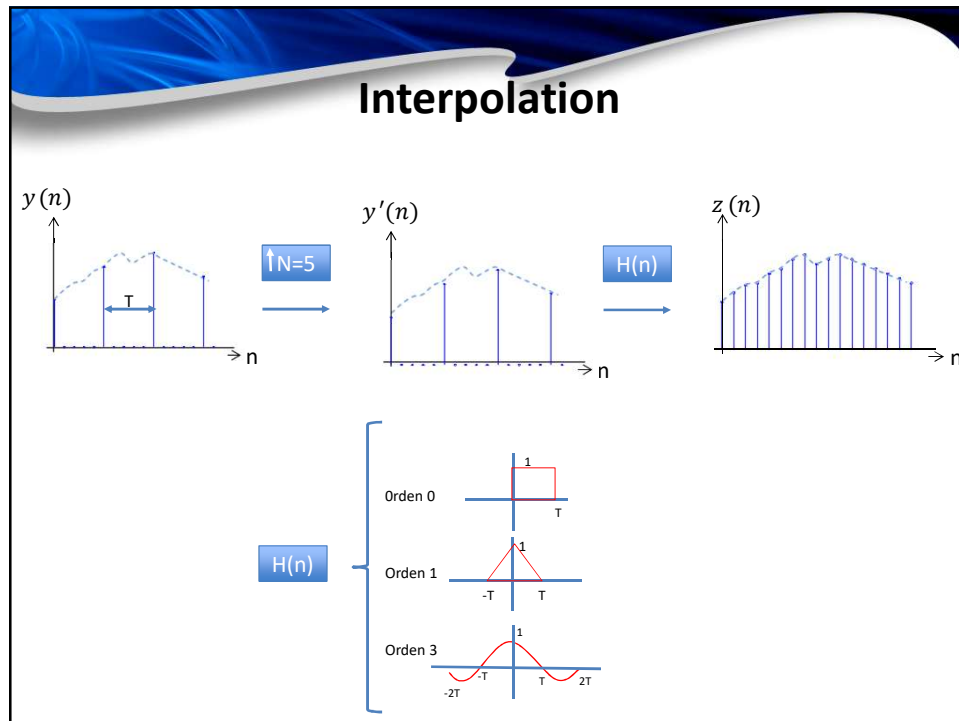 Interpolation
y(n)
T
n
↑N=5
y′(n)
n
H(n)
z(n)
n
H(n)
0rden 0
1
T
Orden 1
1
-T
T
Orden 3
1
-2T
-T
T
2T